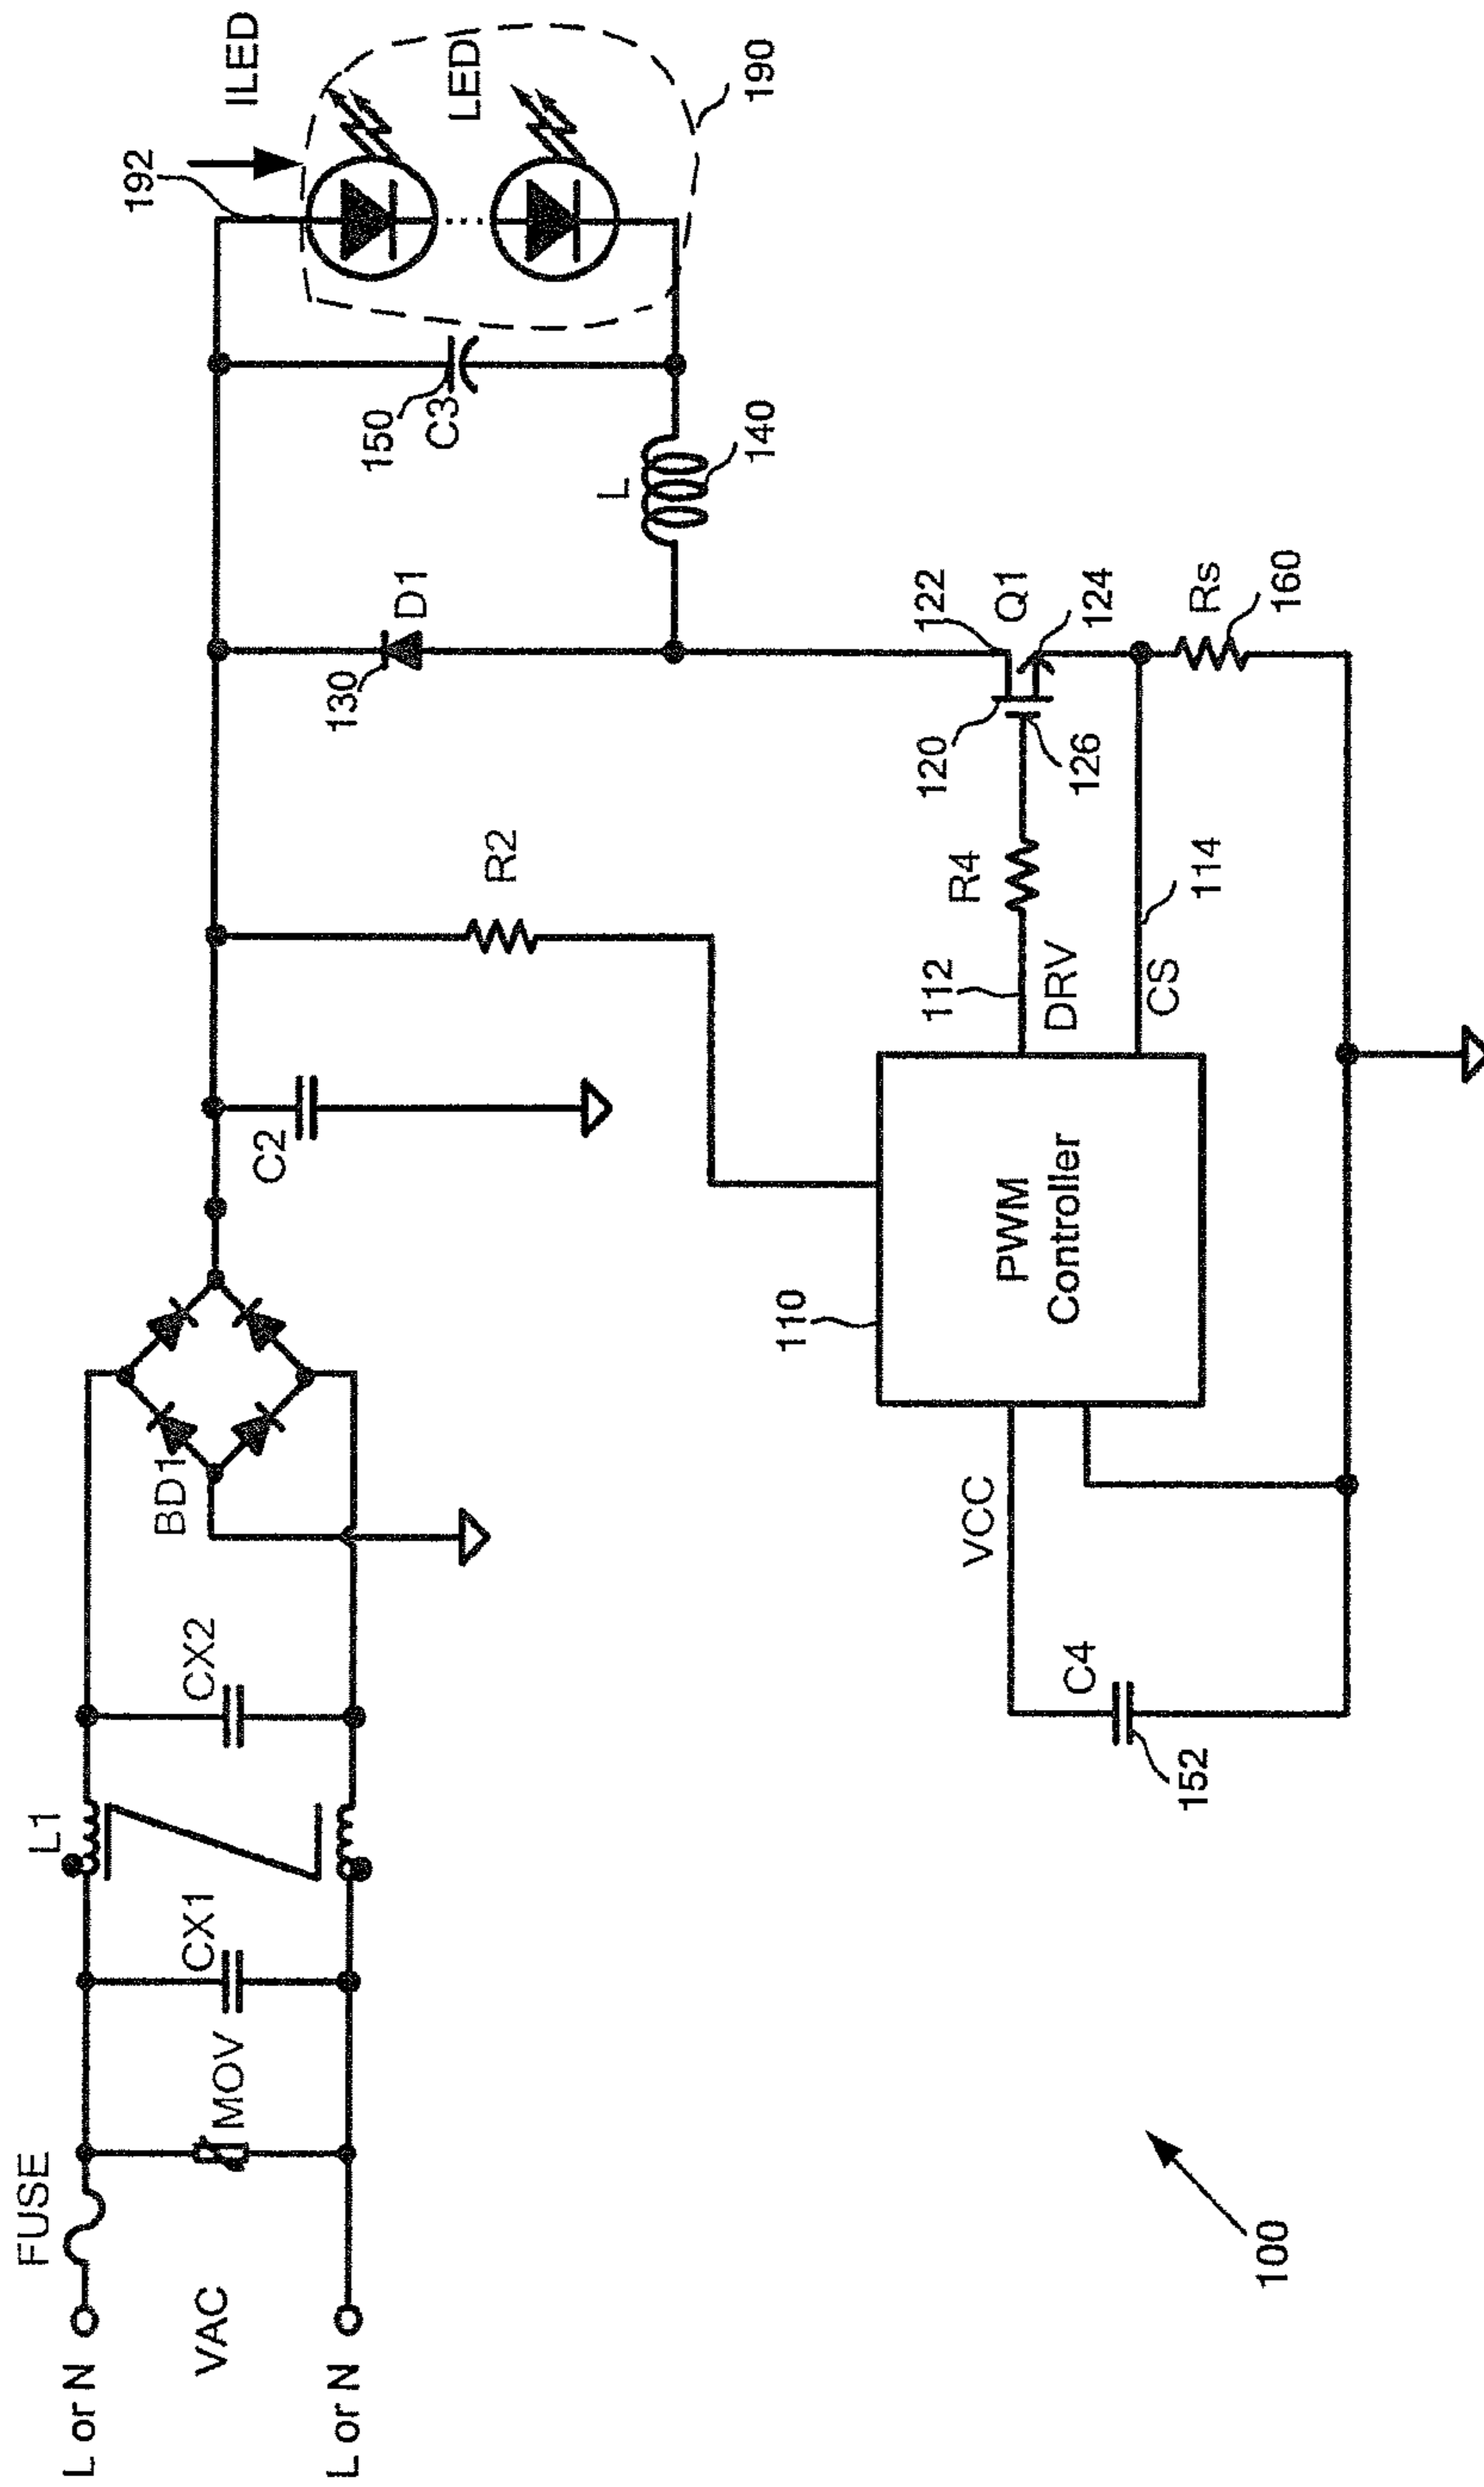 L or N
FUSE
VAC
L or N
MOV
CX1
L1
CX2
BD1
C2
R2
130
D1
150
C3
L
140
192
ILED
LED
190
110
PWM
Controller
VCC
C4
152
112
DRV
R4
CS
114
120
126
122
Q1
124
Rs
160
100